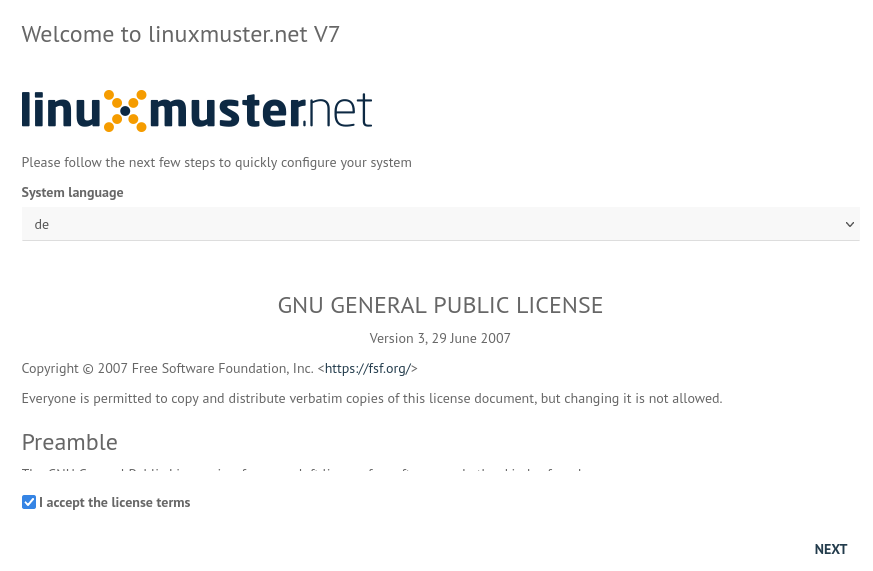 Welcome to linuxmuster.net V7
linuxmuster.net
Please follow the next few steps to quickly configure your system
System language
de
GNU GENERAL PUBLIC LICENSE
Version 3, 29 June 2007
Copyright © 2007 Free Software Foundation, Inc. <https://fsf.org/>
Everyone is permitted to copy and distribute verbatim copies of this license document, but changing it is not allowed.
Preamble
I accept the license terms
NEXT